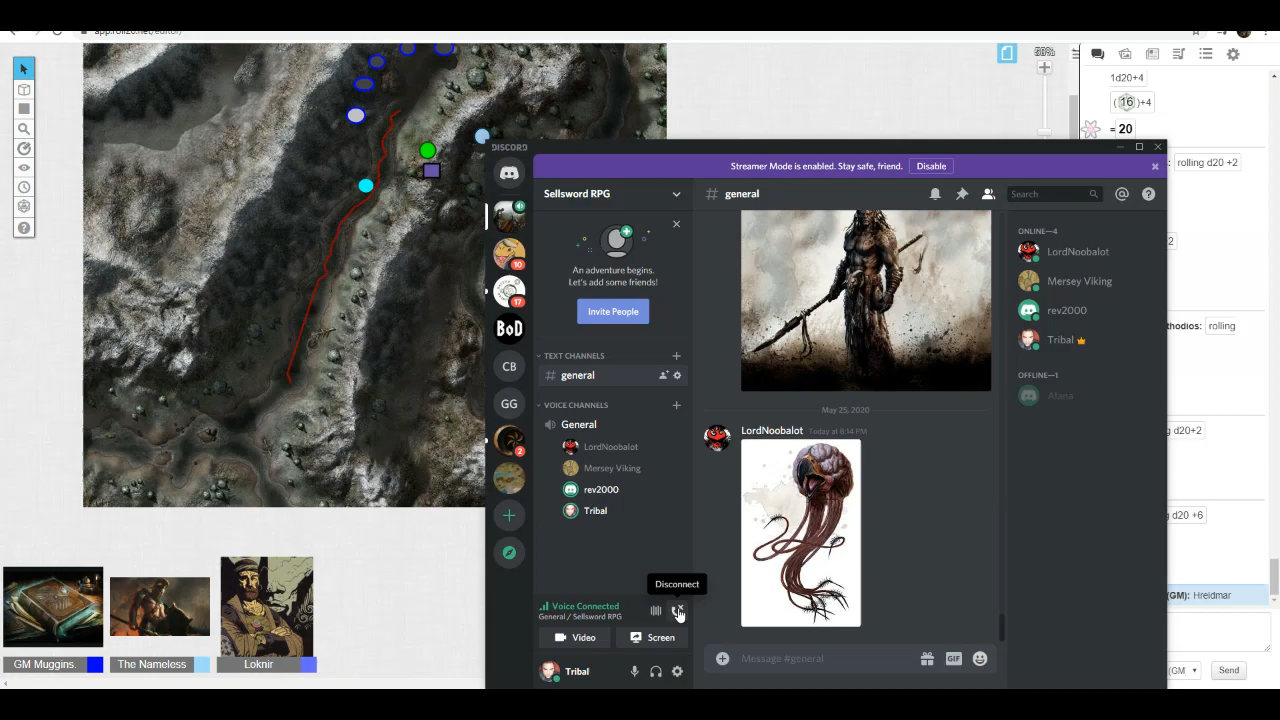 app.roll20.net/editor/
1d20+4
(16)+4
= 20
: rolling d20 +2
2
thodios: rolling
g d20+2
g d20 +6
(GM): Hreidmar
(GM
Send
DISCORD
Streamer Mode is enabled. Stay safe, friend. Disable
Sellsword RPG
# general
Search
An adventure begins.
Let's add some friends!
Invite People
10
17
BoD
CB
GG
2
TEXT CHANNELS
# general
VOICE CHANNELS
General
LordNoobalot
Mersey Viking
rev2000
Tribal
Disconnect
Voice Connected
General / Sellsword RPG
Video
Screen
Tribal
May 25, 2020
LordNoobalot Today at 8:14 PM
Message #general
GIF
ONLINE—4
LordNoobalot
Mersey Viking
rev2000
Tribal
OFFLINE—1
GM Muggins.
The Nameless
Loknir